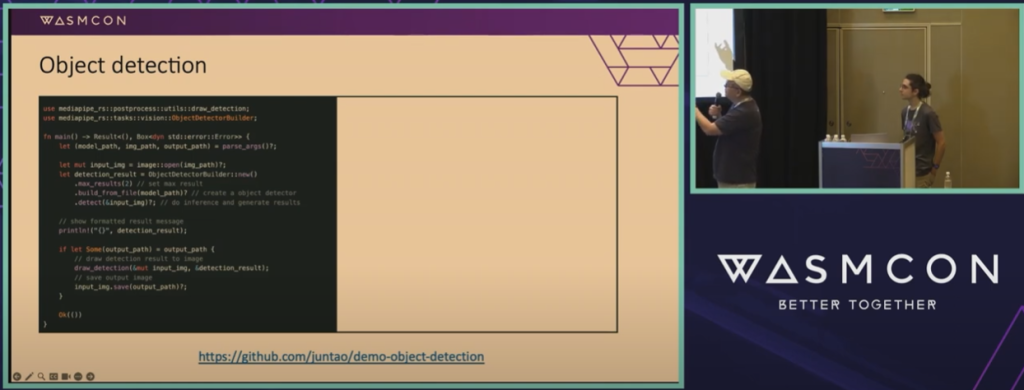 WASMCON
Object detection
use mediapipe_rs::postprocess::utils::draw_detection;
use mediapipe_rs::tasks::vision::ObjectDetectorBuilder;
fn main() -> Result<(), Box<dyn std::error::Error>> {
let (model_path, img_path, output_path) = parse_args()?;
let mut input_img = image::open(img_path)?;
let detection_result = ObjectDetectorBuilder::new()
.max_results(2) // set max result
.build_from_file(model_path)? // create a object detector
.detect(&input_img)?; // do inference and generate results
// show formatted result message
println!("{}", detection_result);
if let Some(output_path) = output_path {
// draw detection result to image
draw_detection(&mut input_img, &detection_result);
// save output image
input_img.save(output_path)?;
}
Ok(())
}
https://github.com/juntao/demo-object-detection
WASMCON
BETTER TOGETHER